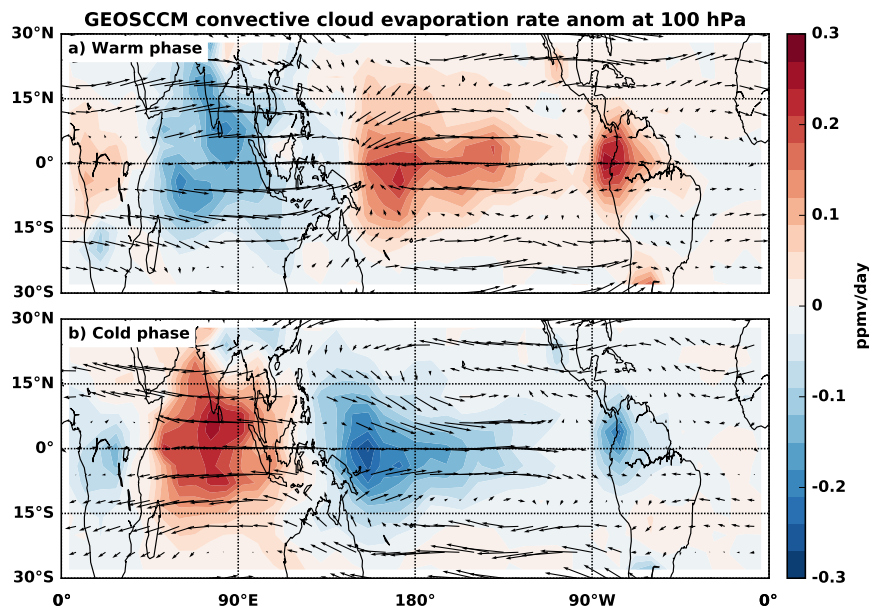 GEOSCCM convective cloud evaporation rate anom at 100 hPa
30°N
a) Warm phase
15°N
0°
15°S
30°S
0.3
0.2
0.1
0
-0.1
-0.2
-0.3
ppmv/day
30°N
b) Cold phase
15°N
0°
15°S
30°S
0°
90°E
180°
90°W
0°